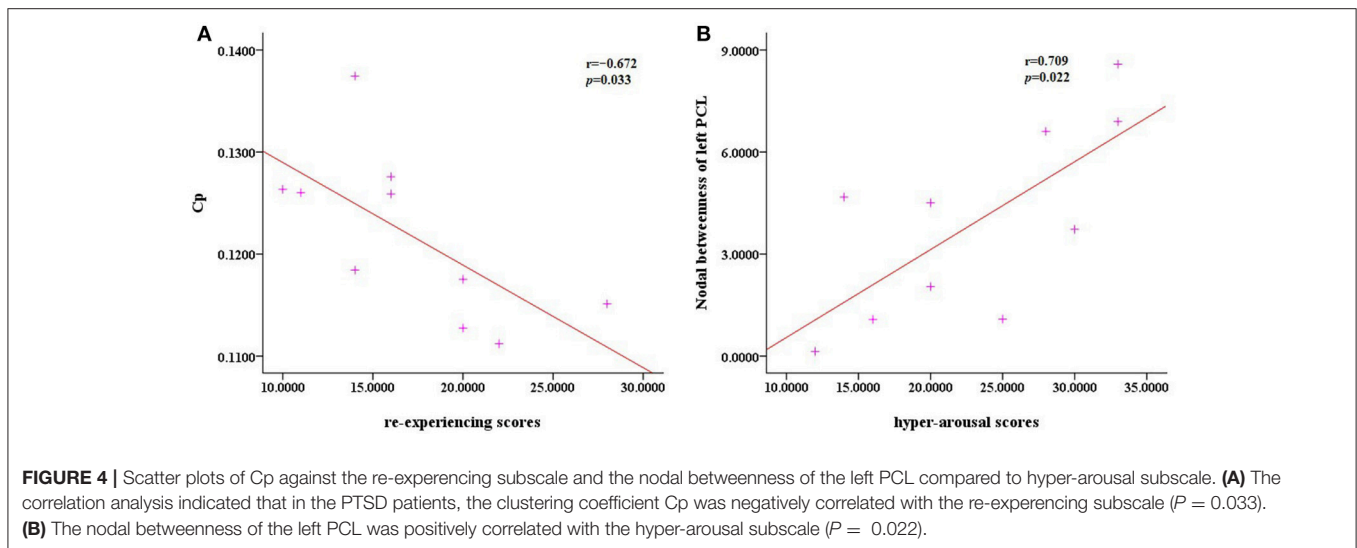 A
B
0.1400
0.1300
0.1200
0.1100
Cp
r=−0.672
p=0.033
10.0000 15.0000 20.0000 25.0000 30.0000
re-experiencing scores
9.0000
6.0000
3.0000
0.0000
Nodal betweenness of left PCL
r=0.709
p=0.022
10.0000 15.0000 20.0000 25.0000 30.0000 35.0000
hyper-arousal scores
FIGURE 4 | Scatter plots of Cp against the re-experencing subscale and the nodal betweenness of the left PCL compared to hyper-arousal subscale. (A) The
correlation analysis indicated that in the PTSD patients, the clustering coefficient Cp was negatively correlated with the re-experencing subscale (P = 0.033).
(B) The nodal betweenness of the left PCL was positively correlated with the hyper-arousal subscale (P = 0.022).